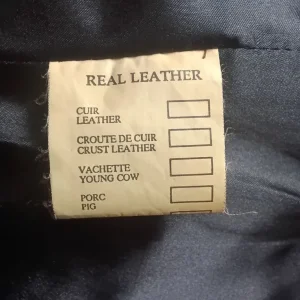 REAL LEATHER
CUIR
LEATHER
CROUTE DE CUIR
CRUST LEATHER
VACHETTE
YOUNG COW
PORC
PIG